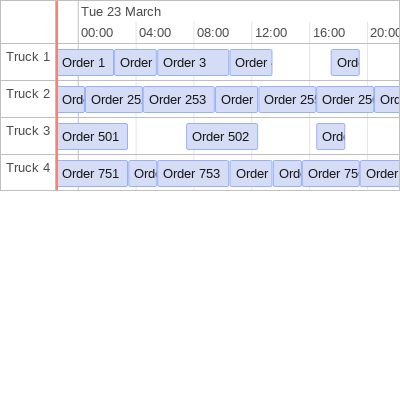 Tue 23 March
00:00 04:00 08:00 12:00 16:00 20:00
Truck 1 Order 1 Order Order 3 Order Ord
Truck 2 Ord Order 25 Order 253 Order Order 25 Order 25 Ord
Truck 3 Order 501 Order 502 Ord
Truck 4 Order 751 Ord Order 753 Order Ord Order 75 Order